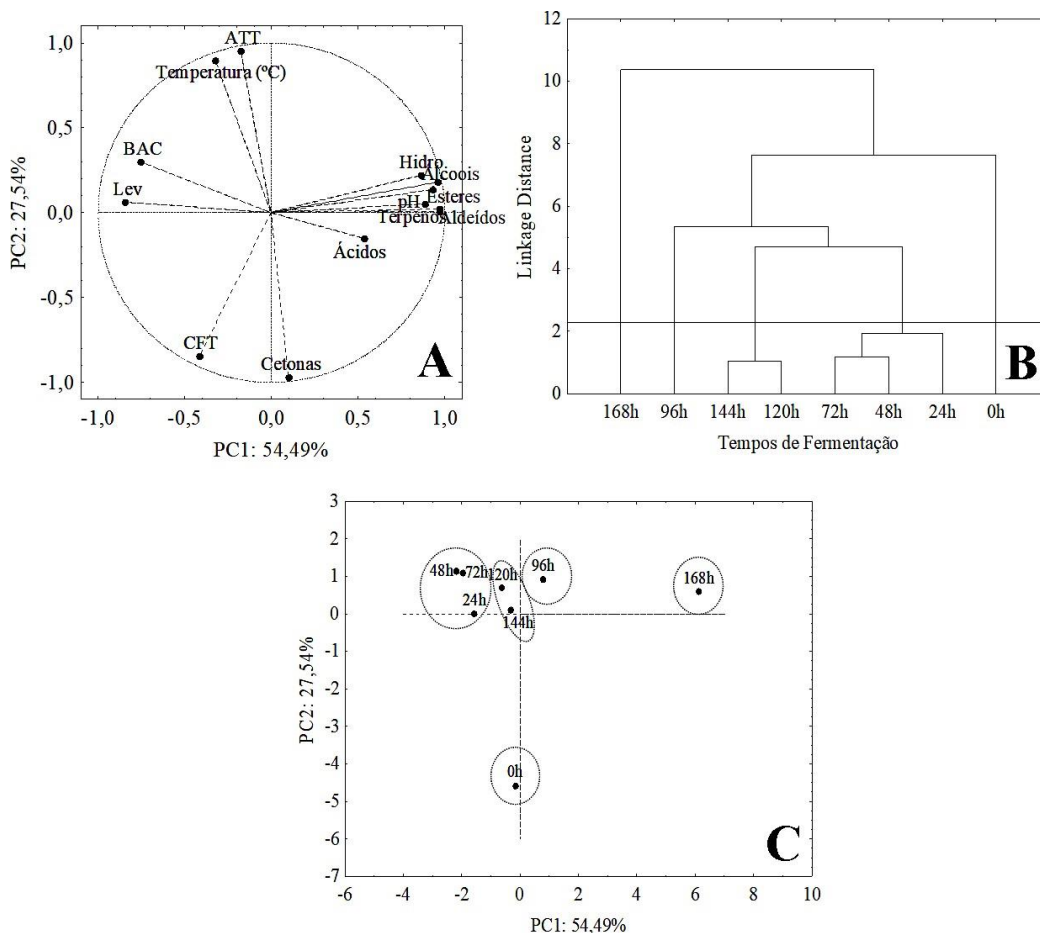 1,0
0,5
0,0
-0,5
-1,0
PC2: 27,54%
ATT
Temperatura (ºC)
BAC
Lev
Hidro.
Álcoois
Ésteres
pH
Terpenos
Aldeídos
Ácidos
CFT
Cetonas
A
-1,0 -0,5 0,0 0,5 1,0
PC1: 54,49%
12
10
8
6
4
2
0
Linkage Distance
B
168h 96h 144h 120h 72h 48h 24h 0h
Tempos de Fermentação
3
2
1
0
-1
-2
-3
-4
-5
-6
-7
PC2: 27,54%
48h
72h
24h
120h
144h
96h
168h
0h
C
-6 -4 -2 0 2 4 6 8 10
PC1: 54,49%